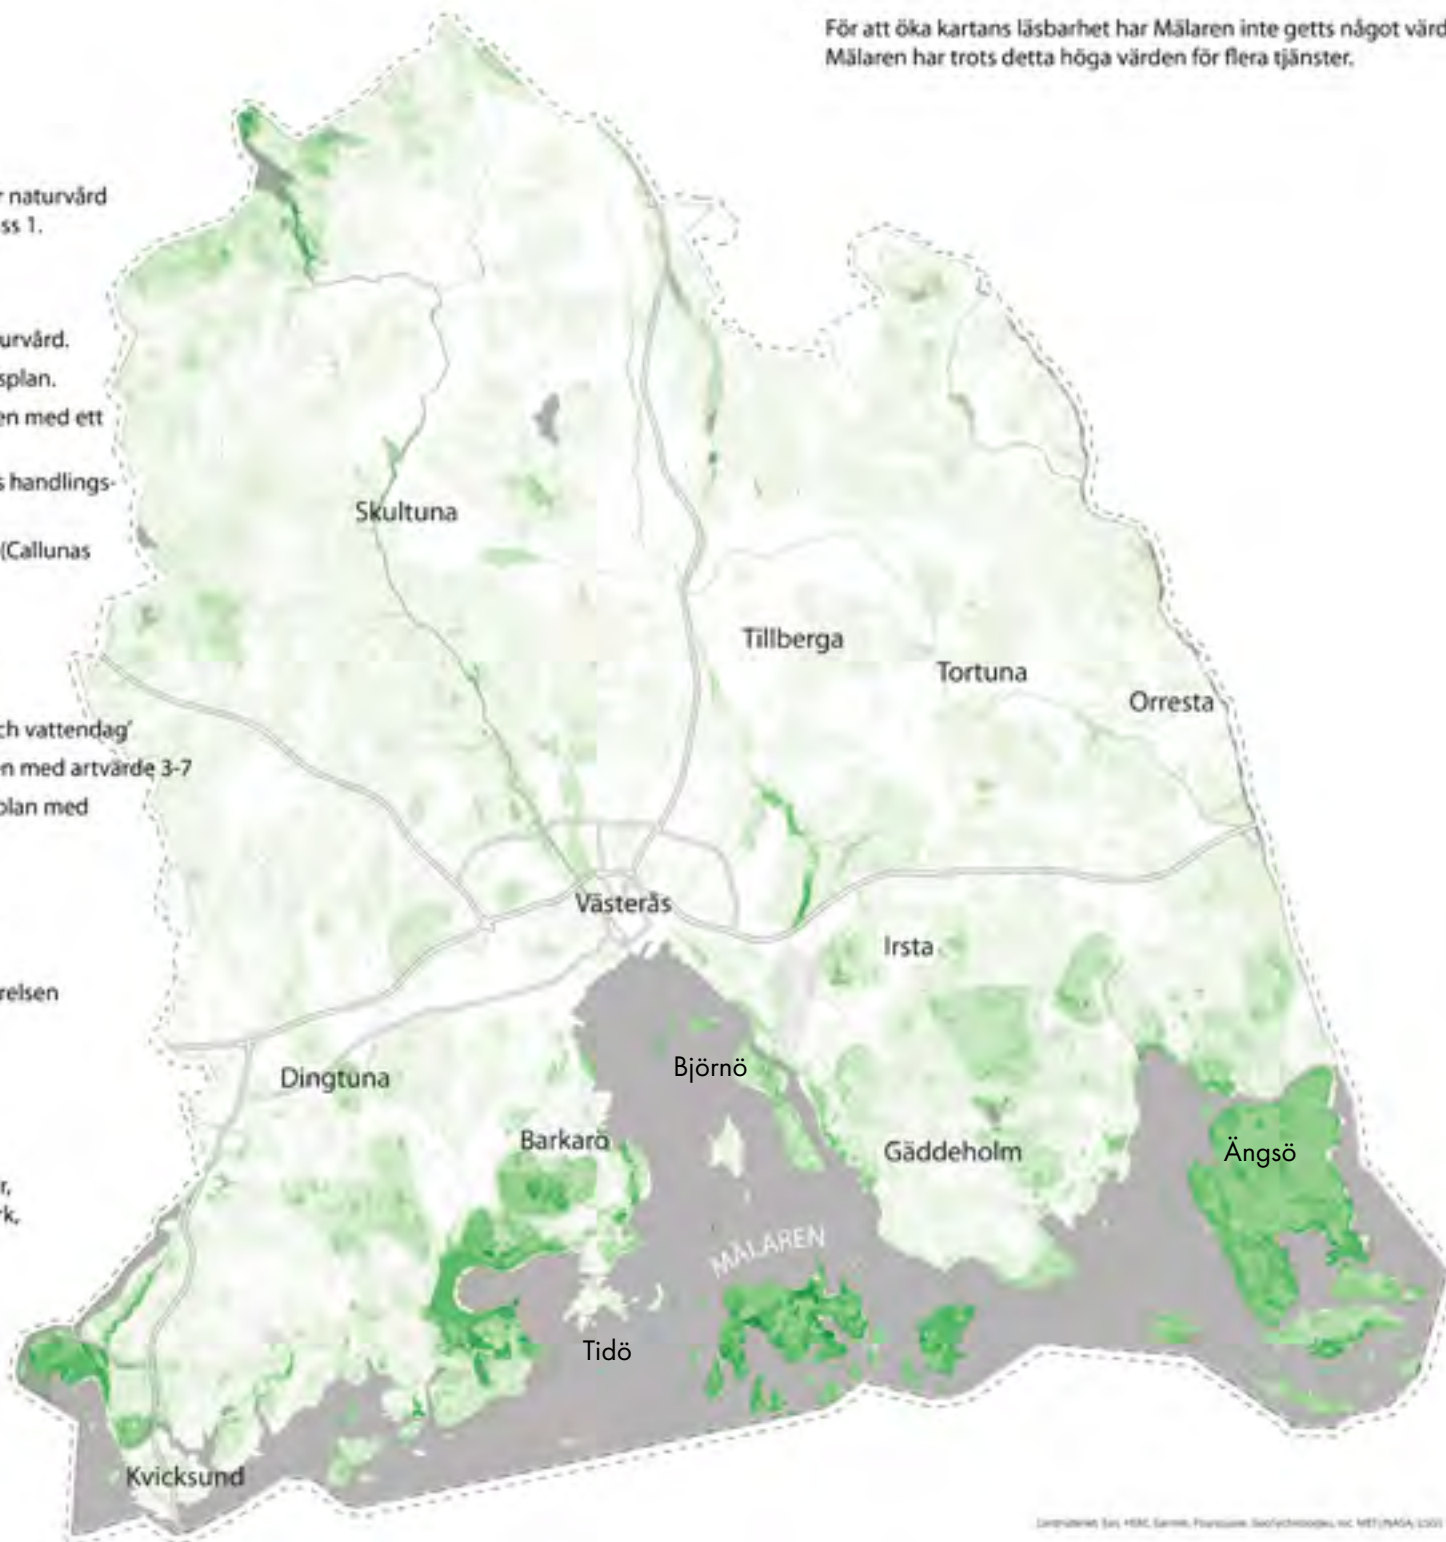 För att öka kartans läsbarhet har Mälaren inte getts något värd
Mälaren har trots detta höga värden för flera tjänster.
r naturvård
ss 1.
urvård.
splan.
en med ett
s handlings-
(Callunas
ch vattendag'
en med artvärde 3-7
plan med
relsen
r,
rk,
Skultuna
Tillberga
Tortuna
Orresta
Västerås
Irsta
Björnö
Dingtuna
Barkarö
Gäddeholm
Ängsö
MÄLAREN
Tidö
Kvicksund